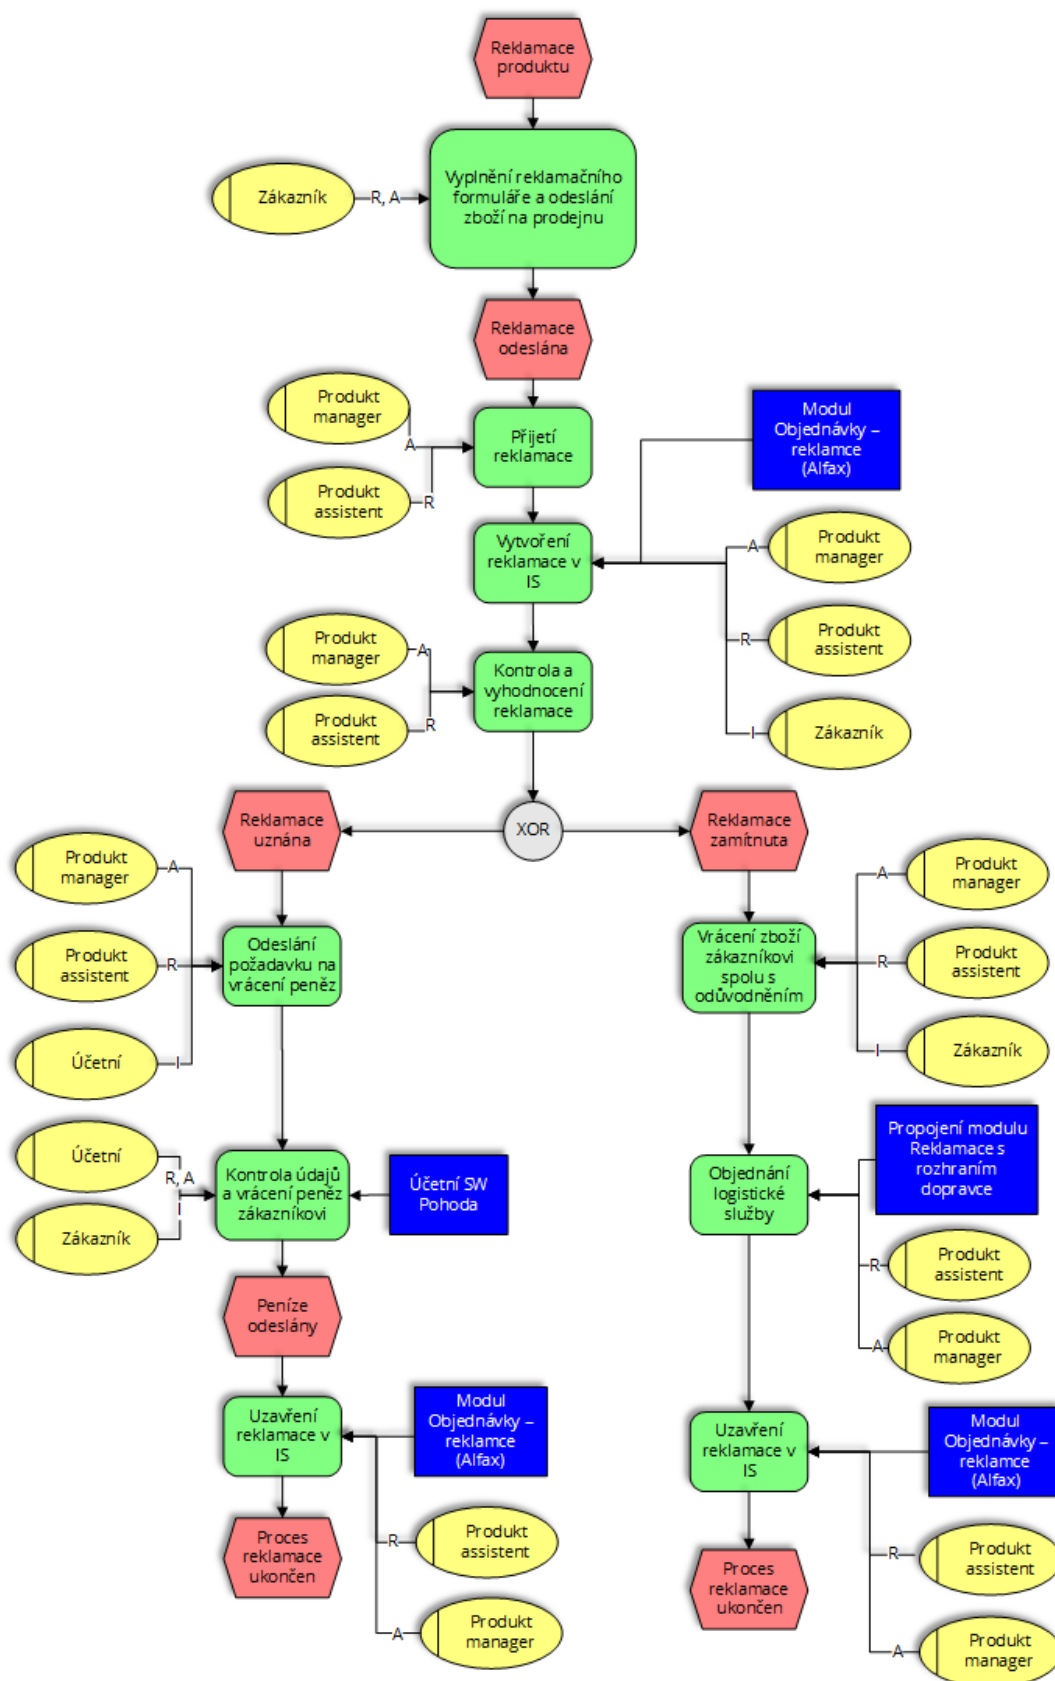 Reklamace
produktu
Vyplnění reklamačního
formuláře a odeslání
zboží na prodejnu
Zákazník
R, A
Reklamace
odeslána
Produkt
manager
A
Přijetí
reklamace
Produkt
assistent
R
Modul
Objednávky –
reklamce
(Alfax)
Vytvoření
reklamace v
IS
A
Produkt
manager
R
Produkt
assistent
I
Zákazník
Produkt
manager
A
Kontrola a
vyhodnocení
reklamace
Produkt
assistent
R
XOR
Reklamace
uznána
Reklamace
zamítnuta
Produkt
manager
A
Produkt
assistent
R
Odeslání
požadavku na
vrácení peněz
Účetní
I
Vrácení zboží
zákazníkovi
spolu s
odůvodněním
A
Produkt
manager
R
Produkt
assistent
I
Zákazník
Účetní
R, A
Kontrola údajů
a vrácení peněz
zákazníkovi
Účetní SW
Pohoda
Zákazník
I
Objednání
logistické
služby
Propojení modulu
Reklamace s
rozhraním
dopravce
R
Produkt
assistent
A
Produkt
manager
Peníze
odeslány
Uzavření
reklamace v
IS
Modul
Objednávky –
reklamce
(Alfax)
R
Produkt
assistent
A
Produkt
manager
Proces
reklamace
ukončen
Uzavření
reklamace v
IS
Modul
Objednávky –
reklamce
(Alfax)
R
Produkt
assistent
A
Produkt
manager
Proces
reklamace
ukončen